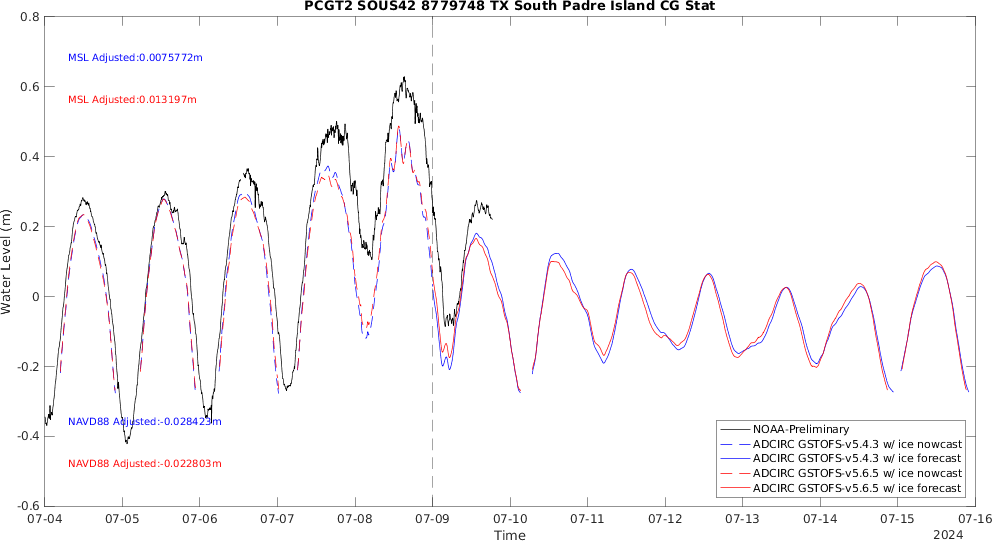 PCGT2 SOUS42 8779748 TX South Padre Island CG Stat
0.8
0.6
0.4
0.2
0
-0.2
-0.4
-0.6
Water Level (m)
MSL Adjusted:0.0075772m
MSL Adjusted:0.013197m
NAVD88 Adjusted:-0.028423m
NAVD88 Adjusted:-0.022803m
NOAA-Preliminary
ADCIRC GSTOFS-v5.4.3 w/ ice nowcast
ADCIRC GSTOFS-v5.4.3 w/ ice forecast
ADCIRC GSTOFS-v5.6.5 w/ ice nowcast
ADCIRC GSTOFS-v5.6.5 w/ ice forecast
07-04 07-05 07-06 07-07 07-08 07-09 07-10 07-11 07-12 07-13 07-14 07-15 07-16
Time
2024